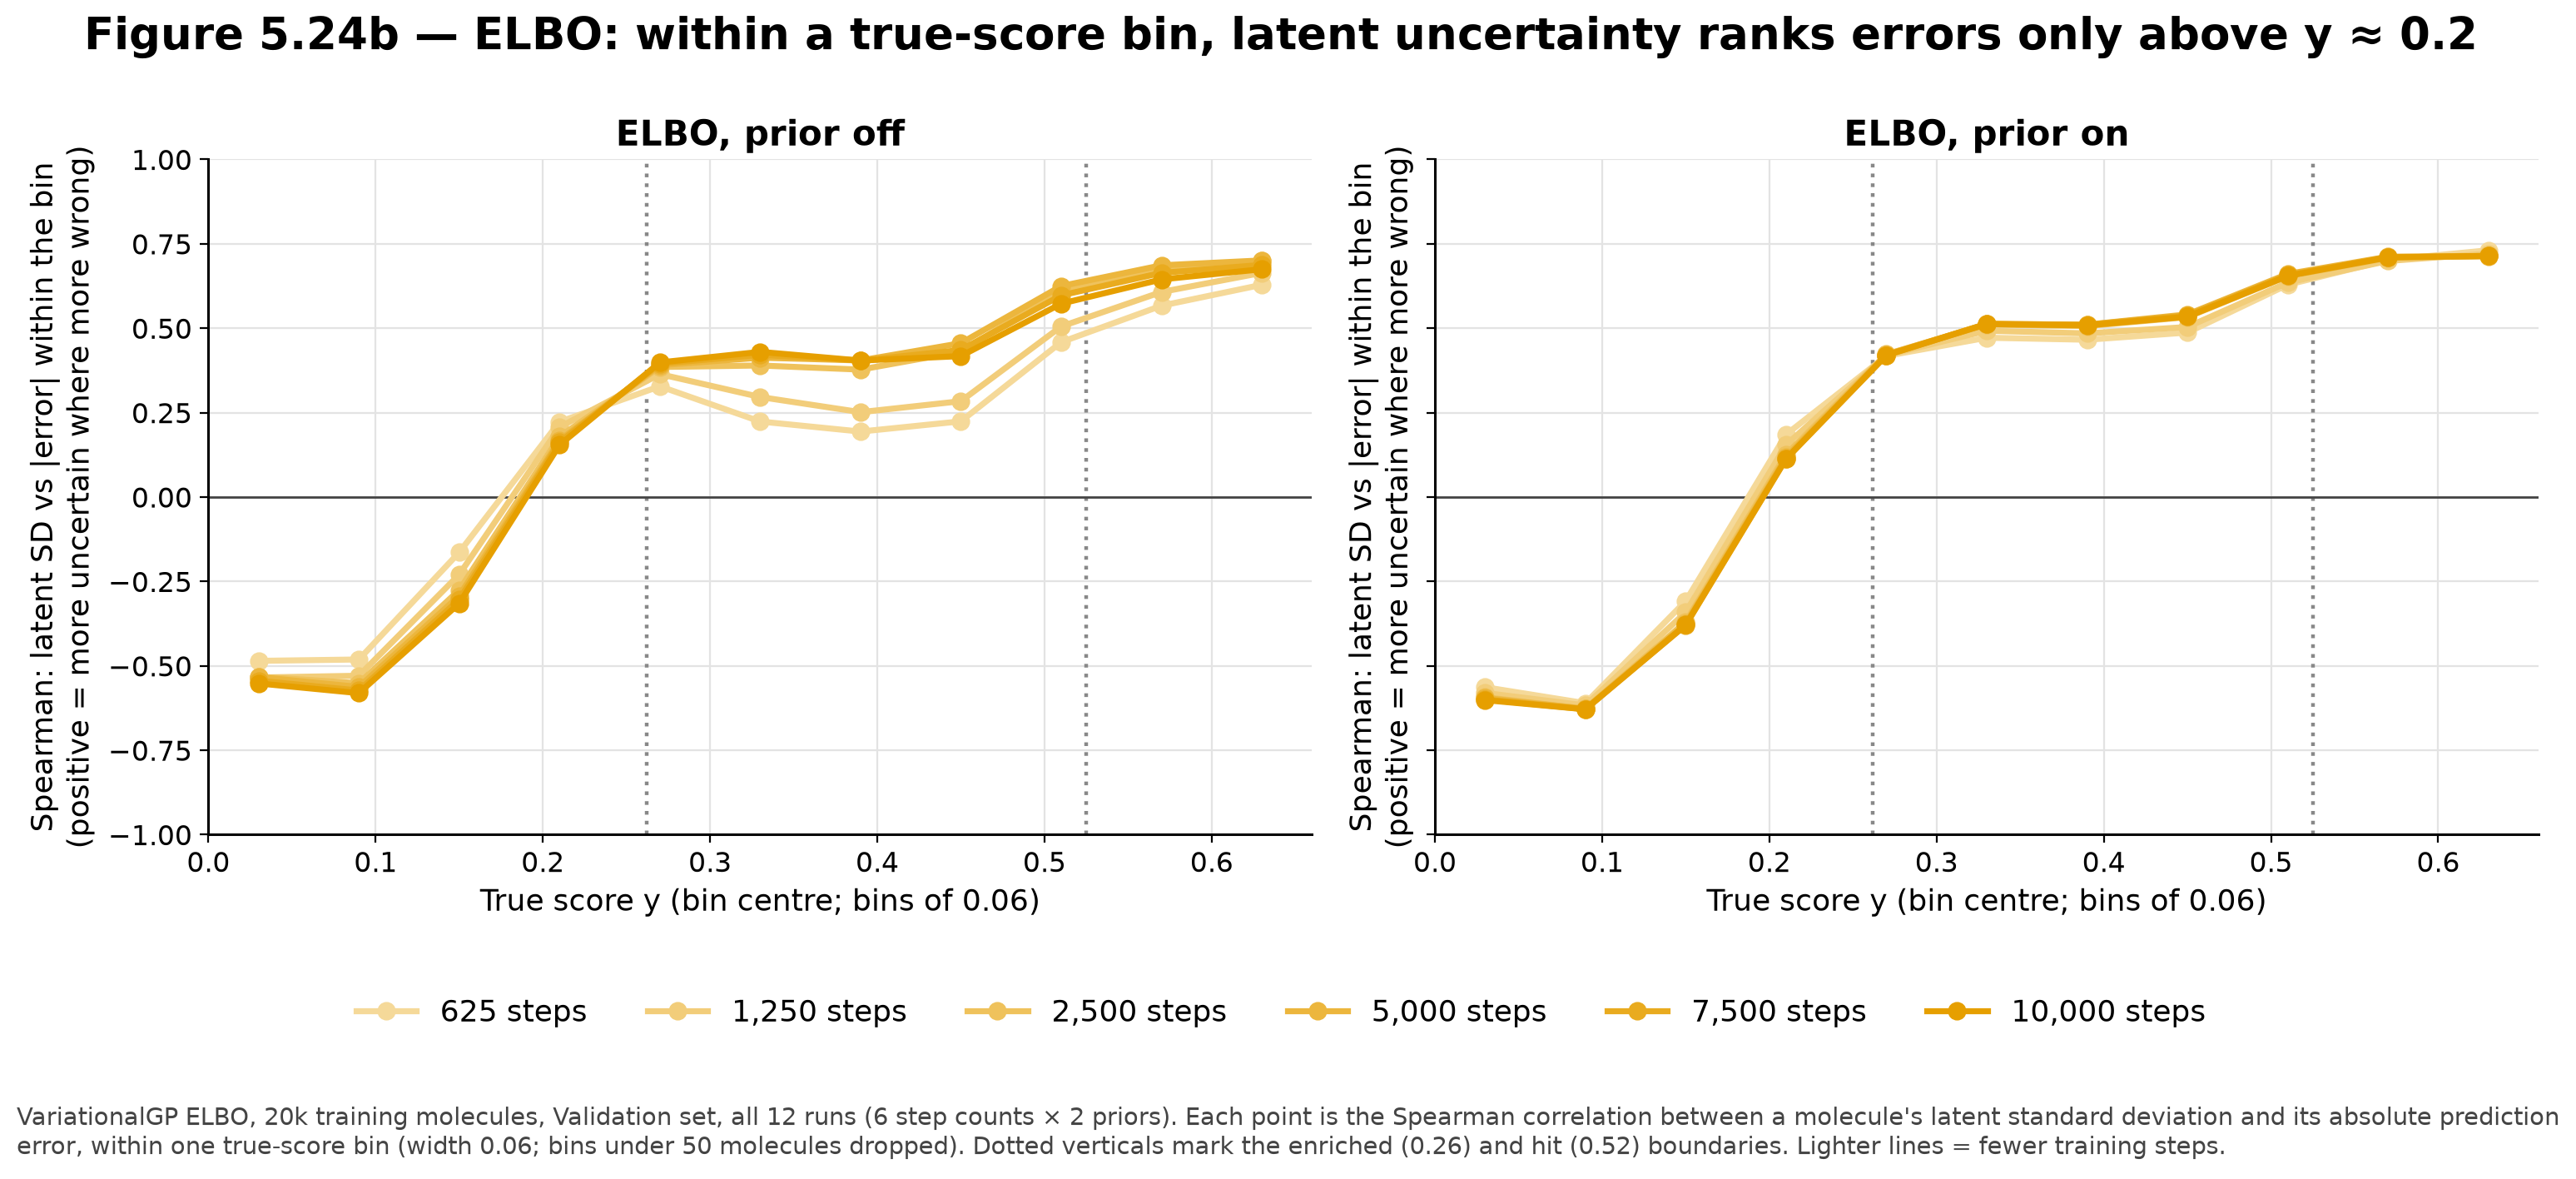 Figure 5.24b — ELBO: within a true-score bin, latent uncertainty ranks errors only above y ≈ 0.2
ELBO, prior off
Spearman: latent SD vs |error| within the bin
(positive = more uncertain where more wrong)
1.00
0.75
0.50
0.25
0.00
−0.25
−0.50
−0.75
−1.00
0.0 0.1 0.2 0.3 0.4 0.5 0.6
True score y (bin centre; bins of 0.06)
ELBO, prior on
Spearman: latent SD vs |error| within the bin
(positive = more uncertain where more wrong)
0.0 0.1 0.2 0.3 0.4 0.5 0.6
True score y (bin centre; bins of 0.06)
625 steps 1,250 steps 2,500 steps 5,000 steps 7,500 steps 10,000 steps
VariationalGP ELBO, 20k training molecules, Validation set, all 12 runs (6 step counts × 2 priors). Each point is the Spearman correlation between a molecule's latent standard deviation and its absolute prediction
error, within one true-score bin (width 0.06; bins under 50 molecules dropped). Dotted verticals mark the enriched (0.26) and hit (0.52) boundaries. Lighter lines = fewer training steps.